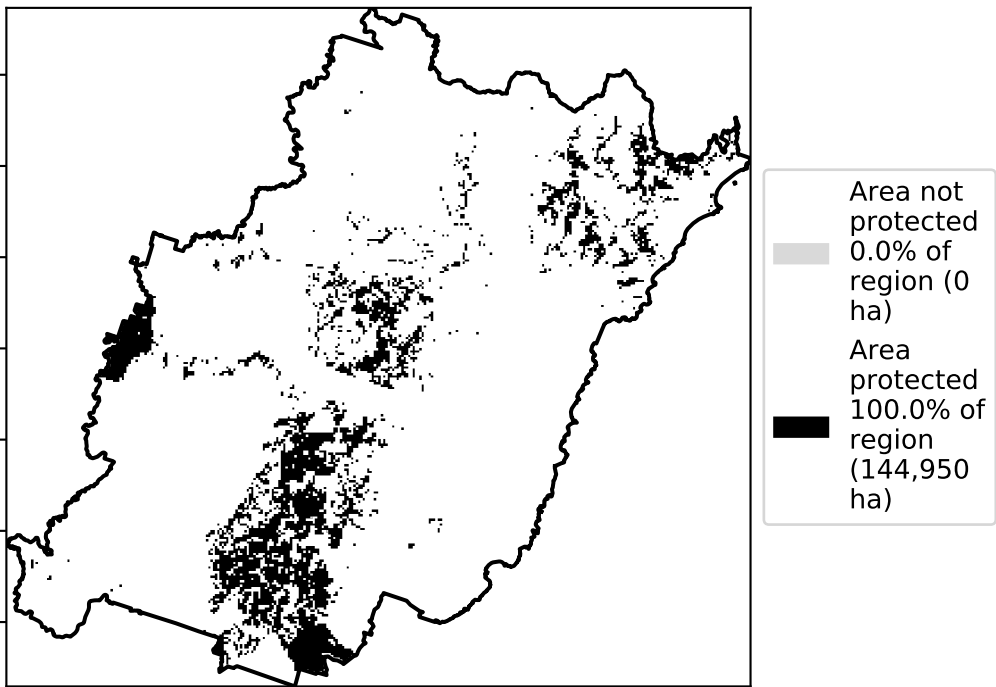 Area not
protected
0.0% of
region (0
ha)
Area
protected
100.0% of
region
(144,950
ha)